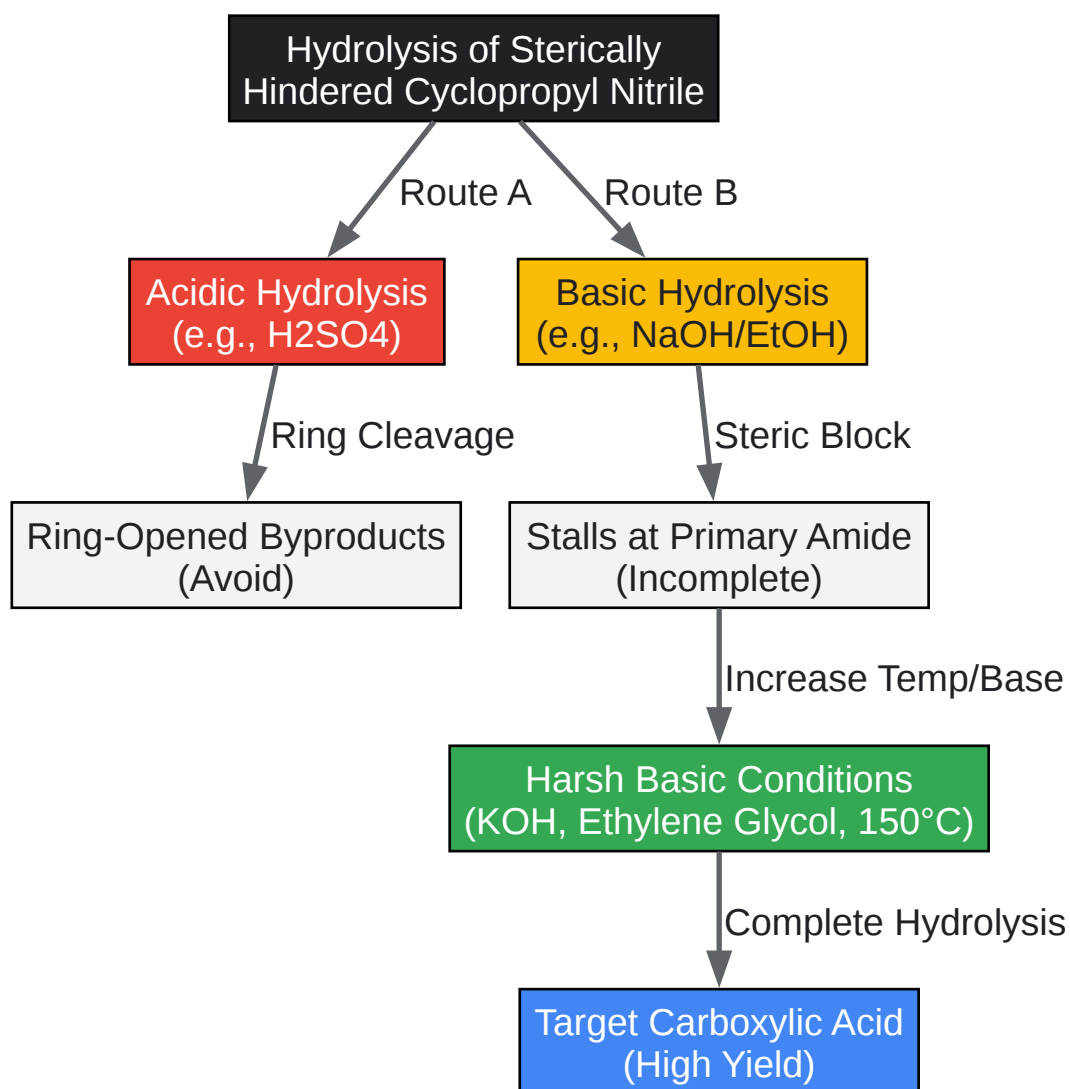 Hydrolysis of Sterically
Hindered Cyclopropyl Nitrile
Route A
Route B
Acidic Hydrolysis
(e.g., H2SO4)
Basic Hydrolysis
(e.g., NaOH/EtOH)
Ring Cleavage
Steric Block
Ring-Opened Byproducts
(Avoid)
Stalls at Primary Amide
(Incomplete)
Increase Temp/Base
Harsh Basic Conditions
(KOH, Ethylene Glycol, 150°C)
Complete Hydrolysis
Target Carboxylic Acid
(High Yield)